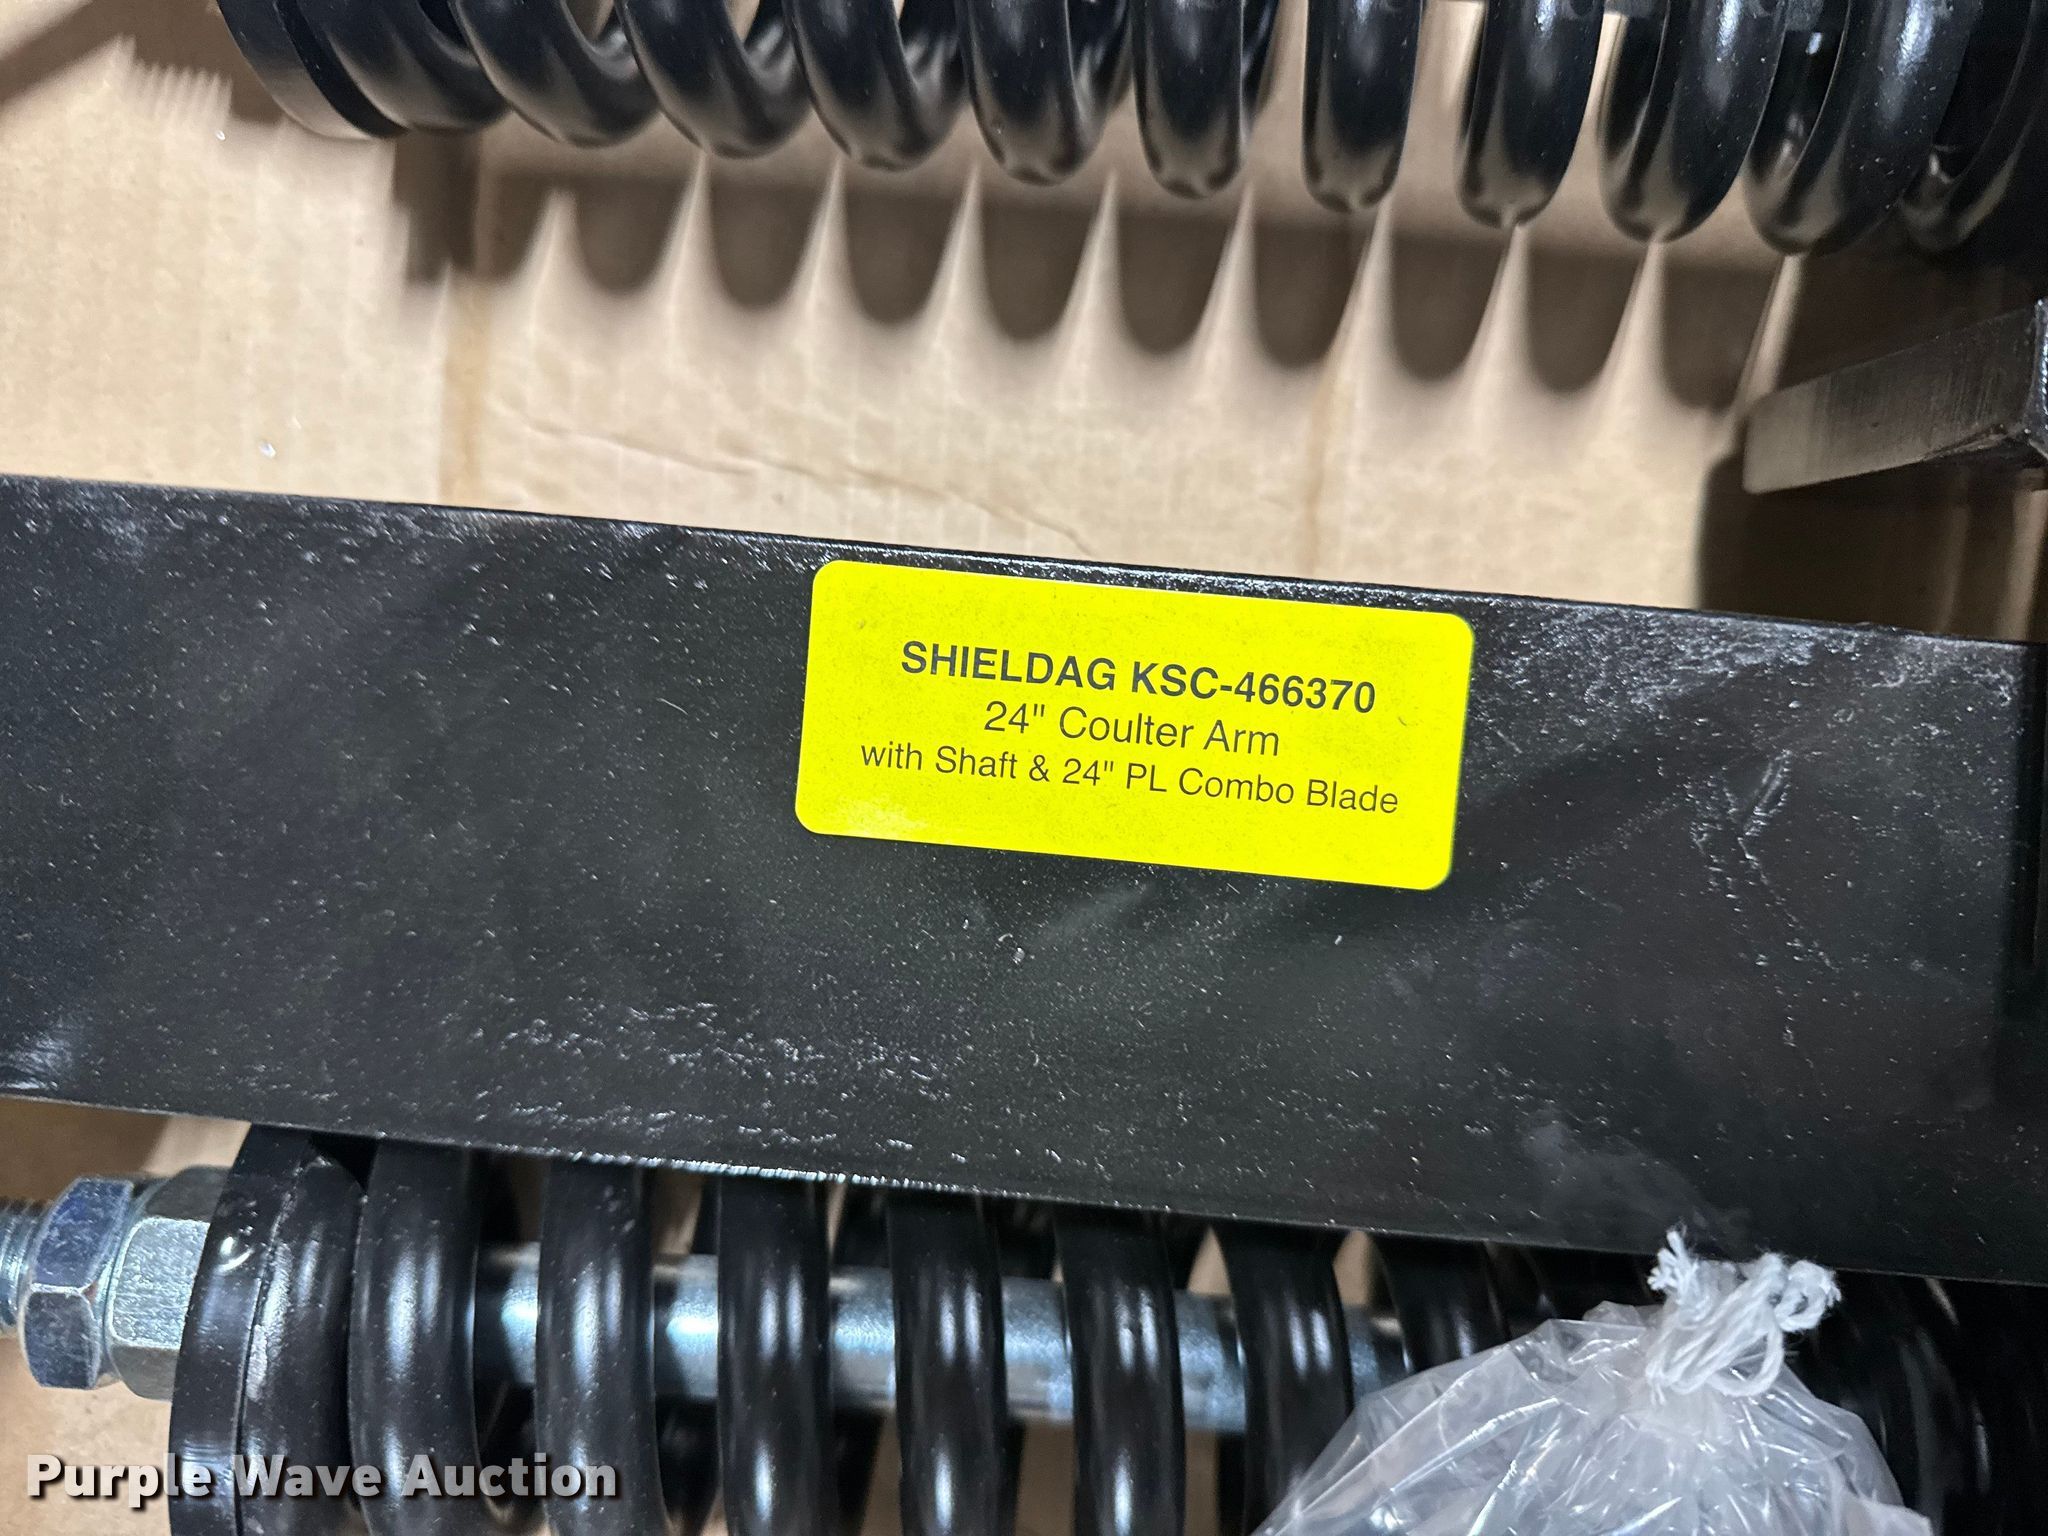 SHIELDAG KSC-466370
24" Coulter Arm
with Shaft & 24" PL Combo Blade
Purple Wave Auction